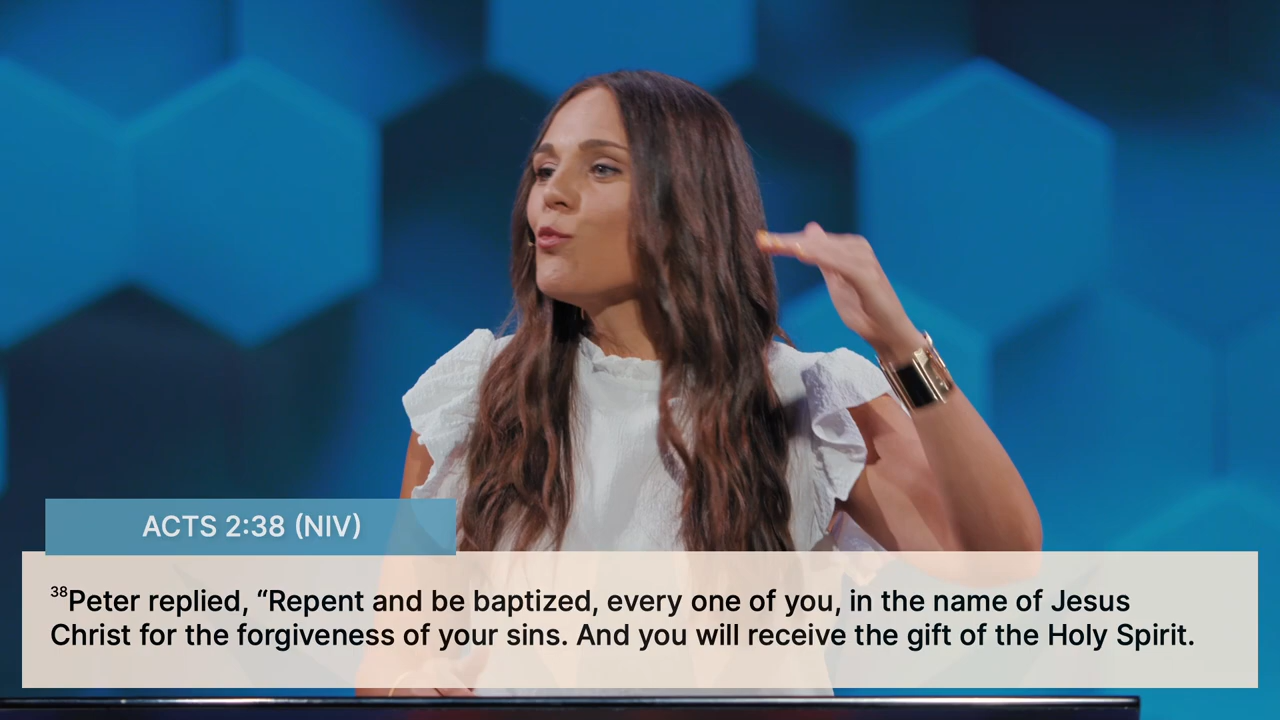 ACTS 2:38 (NIV)
38Peter replied, “Repent and be baptized, every one of you, in the name of Jesus
Christ for the forgiveness of your sins. And you will receive the gift of the Holy Spirit.